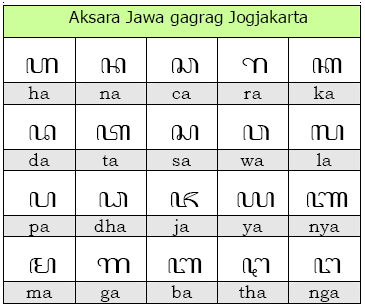 Aksara Jawa gagrag Jogjakarta
ꦲ ꦤ ꦕ ꦫ ꦏ
ha na ca ra ka
ꦢ ꦠ ꦱ ꦮ ꦭ
da ta sa wa la
ꦥ ꦝ ꦗ ꦪ ꦚ
pa dha ja ya nya
ꦩ ꦒ ꦧ ꦛ ꦔ
ma ga ba tha nga